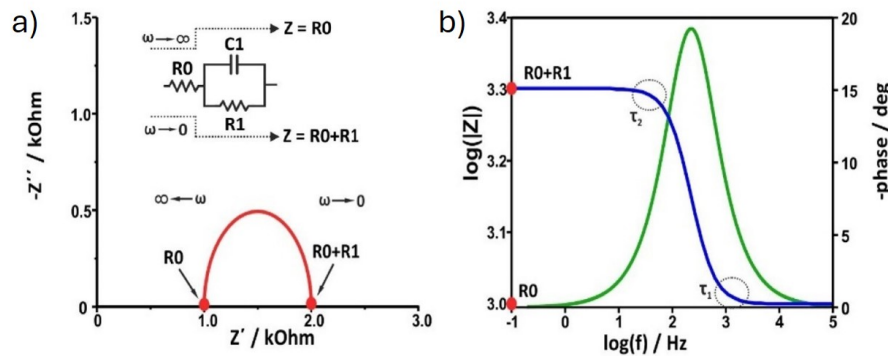 a)
1.5
1.0
0.5
0
-Z´´ / kOhm
ω→∞
Z = R0
C1
R0
R1
ω→0
Z = R0+R1
∞←ω
ω→0
R0
R0+R1
0
1.0
2.0
3.0
Z´ / kOhm
b)
3.4
3.3
3.2
3.1
3.0
log(|Z|)
R0+R1
τ2
R0
τ1
20
15
10
5
0
-phase / deg
-1
0
1
2
3
4
5
log(f) / Hz